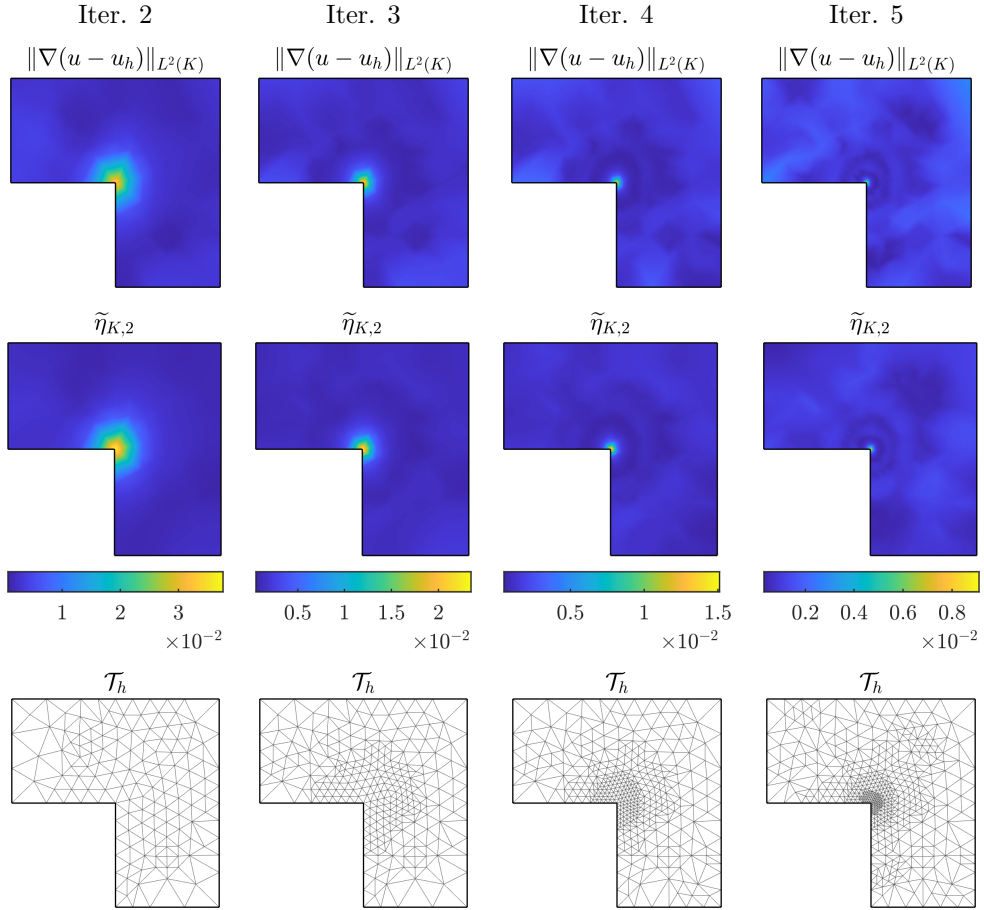 Iter. 2 Iter. 3 Iter. 4 Iter. 5
‖∇(u − u_h)‖_{L²(K)} ‖∇(u − u_h)‖_{L²(K)} ‖∇(u − u_h)‖_{L²(K)} ‖∇(u − u_h)‖_{L²(K)}
η̃_{K,2} η̃_{K,2} η̃_{K,2} η̃_{K,2}
1 2 3 0.5 1 1.5 2 0.5 1 1.5 0.2 0.4 0.6 0.8
×10⁻² ×10⁻² ×10⁻² ×10⁻²
𝒯_h 𝒯_h 𝒯_h 𝒯_h